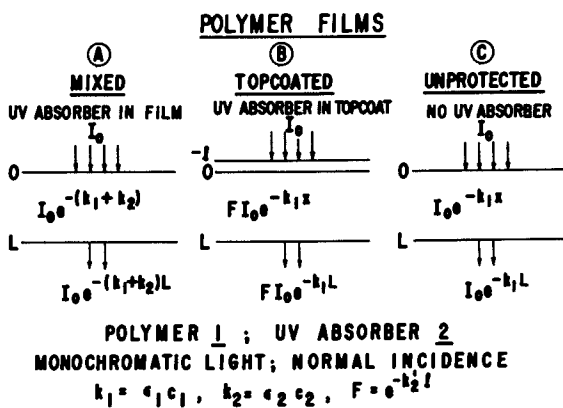 POLYMER FILMS
A B C
MIXED TOPCOATED UNPROTECTED
UV ABSORBER IN FILM UV ABSORBER IN TOPCOAT NO UV ABSORBER
I₀ I₀ I₀
-l
0 0 0
I₀e^-(k₁+k₂) F I₀e^-k₁x I₀e^-k₁x
L L L
I₀e^-(k₁+k₂)L F I₀e^-k₁L I₀e^-k₁L
POLYMER 1 ; UV ABSORBER 2
MONOCHROMATIC LIGHT; NORMAL INCIDENCE
k₁= ϵ₁c₁, k₂= ϵ₂c₂, F=e^-k₂'l